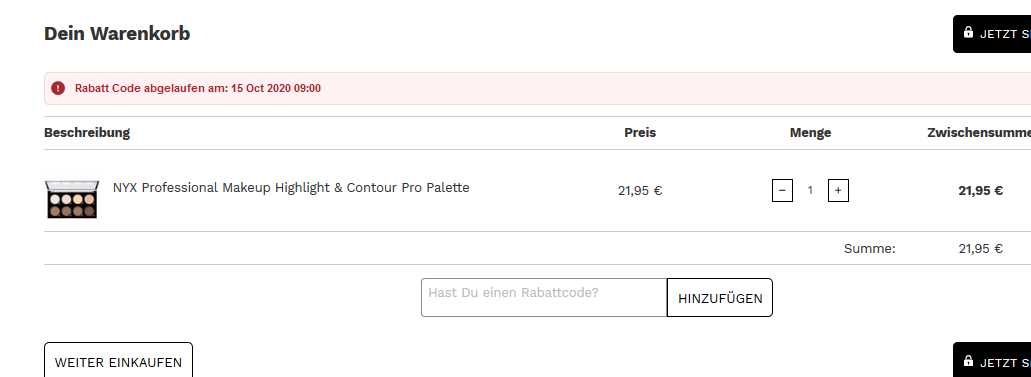 Dein Warenkorb
JETZT
Rabatt Code abgelaufen am: 15 Oct 2020 09:00
Beschreibung Preis Menge Zwischensumme
NYX Professional Makeup Highlight & Contour Pro Palette 21,95 € − 1 + 21,95 €
Summe: 21,95 €
Hast Du einen Rabattcode? HINZUFÜGEN
WEITER EINKAUFEN JETZT